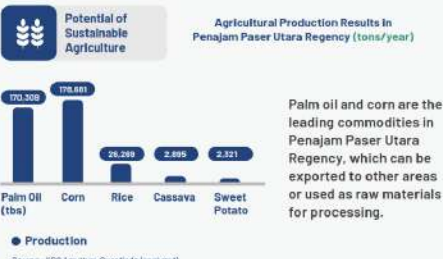 Potential of
Sustainable
Agriculture
Agricultural Production Results in
Penajam Paser Utara Regency (tons/year)
170,308
178,681
26,269
2,895
2,321
Palm Oil
(tbs)
Corn
Rice
Cassava
Sweet
Potato
Production
Palm oil and corn are the
leading commodities in
Penajam Paser Utara
Regency, which can be
exported to other areas
or used as raw materials
for processing.